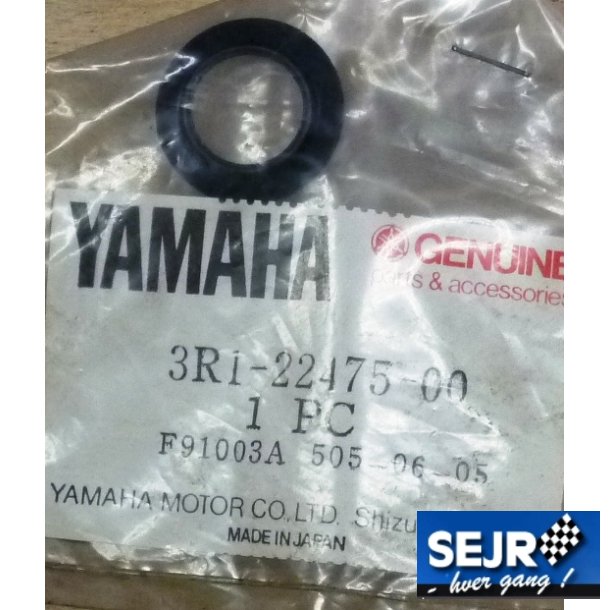 YAMAHA
GENUINE
parts & accessories
3R1-22475-00
1 PC
F91003A 505-06-05
YAMAHA MOTOR CO., LTD. Shizu
MADE IN JAPAN
SEJR
- hver gang !